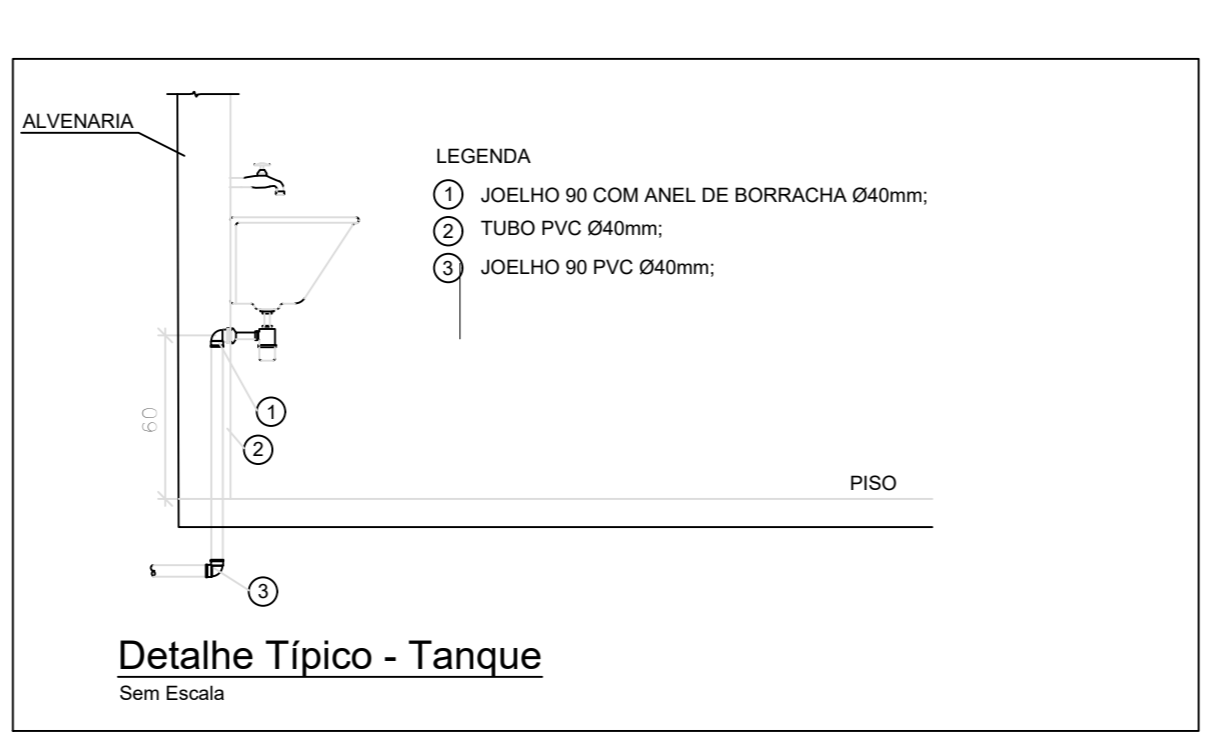 ALVENARIA
LEGENDA
1 JOELHO 90 COM ANEL DE BORRACHA Ø40mm;
2 TUBO PVC Ø40mm;
3 JOELHO 90 PVC Ø40mm;
60
1
2
PISO
3
Detalhe Típico - Tanque
Sem Escala